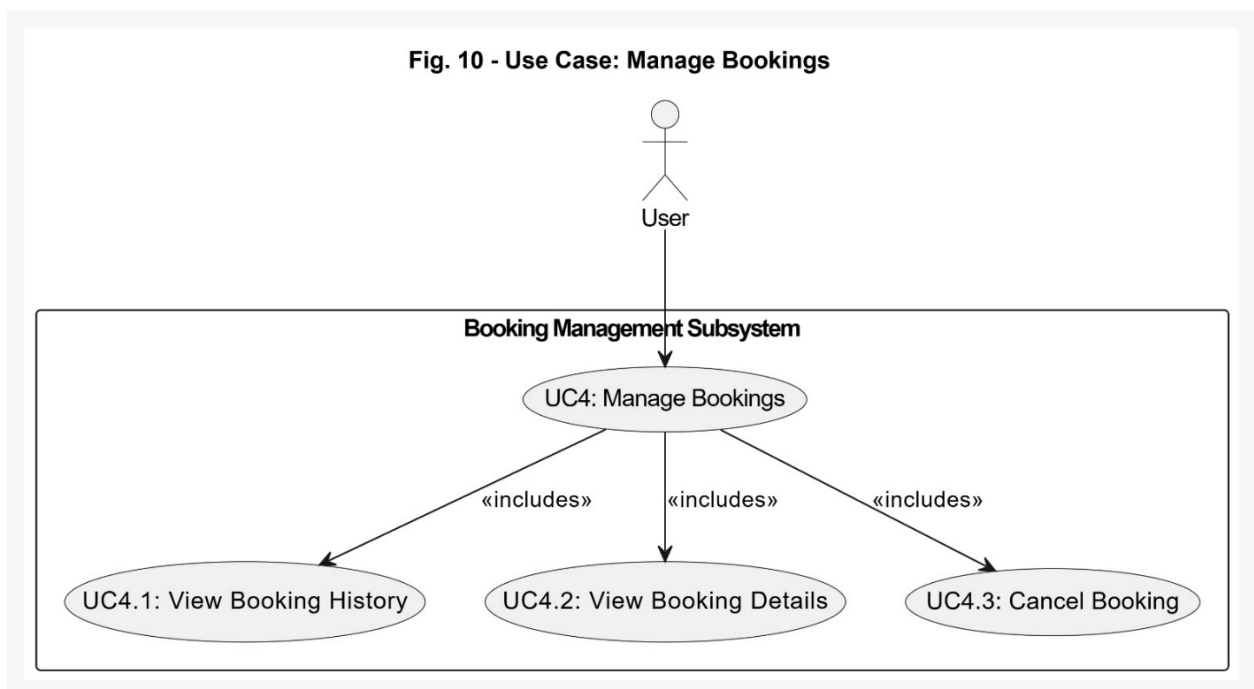 Fig. 10 - Use Case: Manage Bookings
User
Booking Management Subsystem
UC4: Manage Bookings
«includes»
«includes»
«includes»
UC4.1: View Booking History
UC4.2: View Booking Details
UC4.3: Cancel Booking